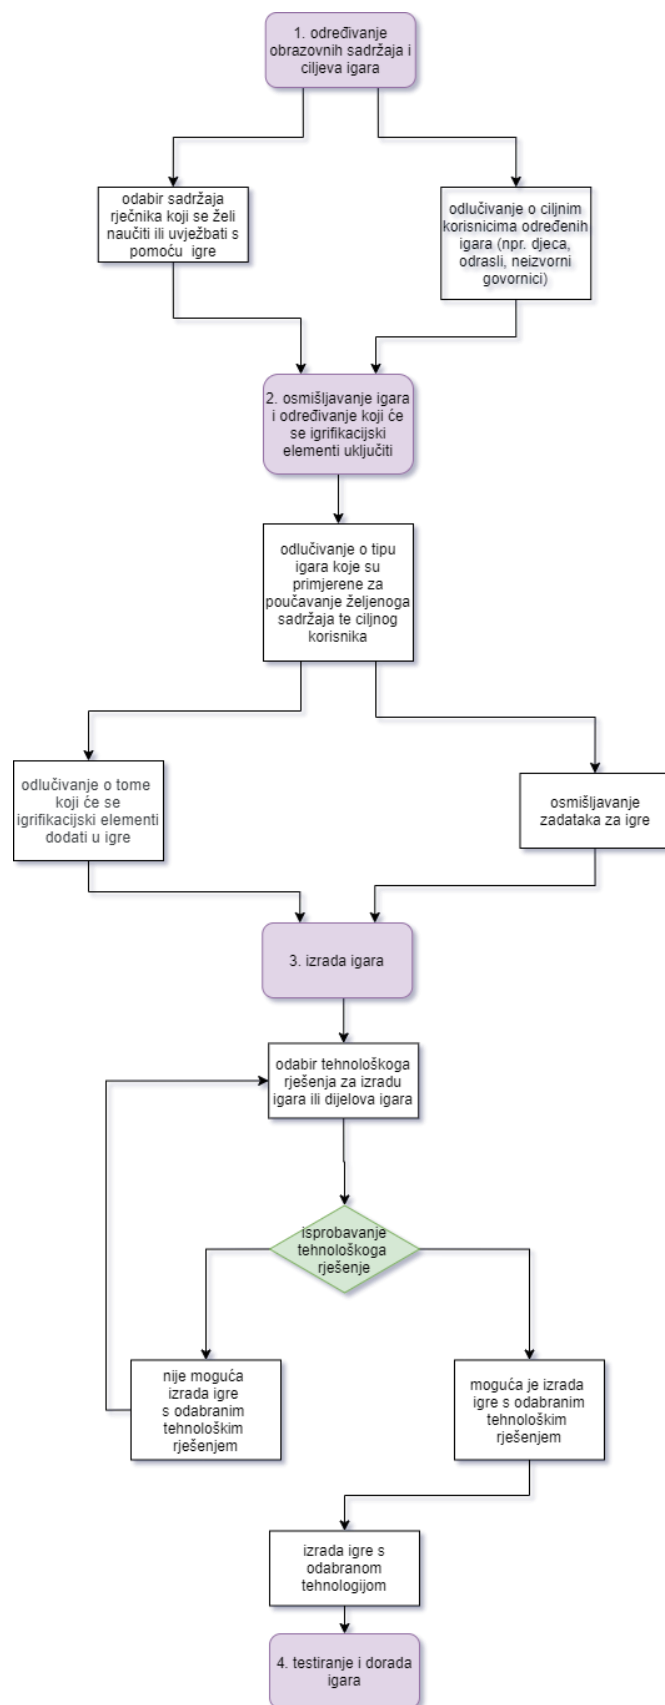 1. određivanje
obrazovnih sadržaja i
ciljeva igara
odabir sadržaja
rječnika koji se želi
naučiti ili uvježbati s
pomoću igre
odlučivanje o ciljnim
korisnicima određenih
igara (npr. djeca,
odrasli, neizvorni
govornici)
2. osmišljavanje igara
i određivanje koji će
se igrifikacijski
elementi uključiti
odlučivanje o tipu
igara koje su
primjerene za
poučavanje željenoga
sadržaja te ciljnog
korisnika
odlučivanje o tome
koji će se
igrifikacijski elementi
dodati u igre
osmišljavanje
zadataka za igre
3. izrada igara
odabir tehnološkoga
rješenja za izradu
igara ili dijelova igara
isprobavanje
tehnološkoga
rješenje
nije moguća
izrada igre
s odabranim
tehnološkim
rješenjem
moguća je izrada
igre s odabranim
tehnološkim
rješenjem
izrada igre s
odabranom
tehnologijom
4. testiranje i dorada
igara